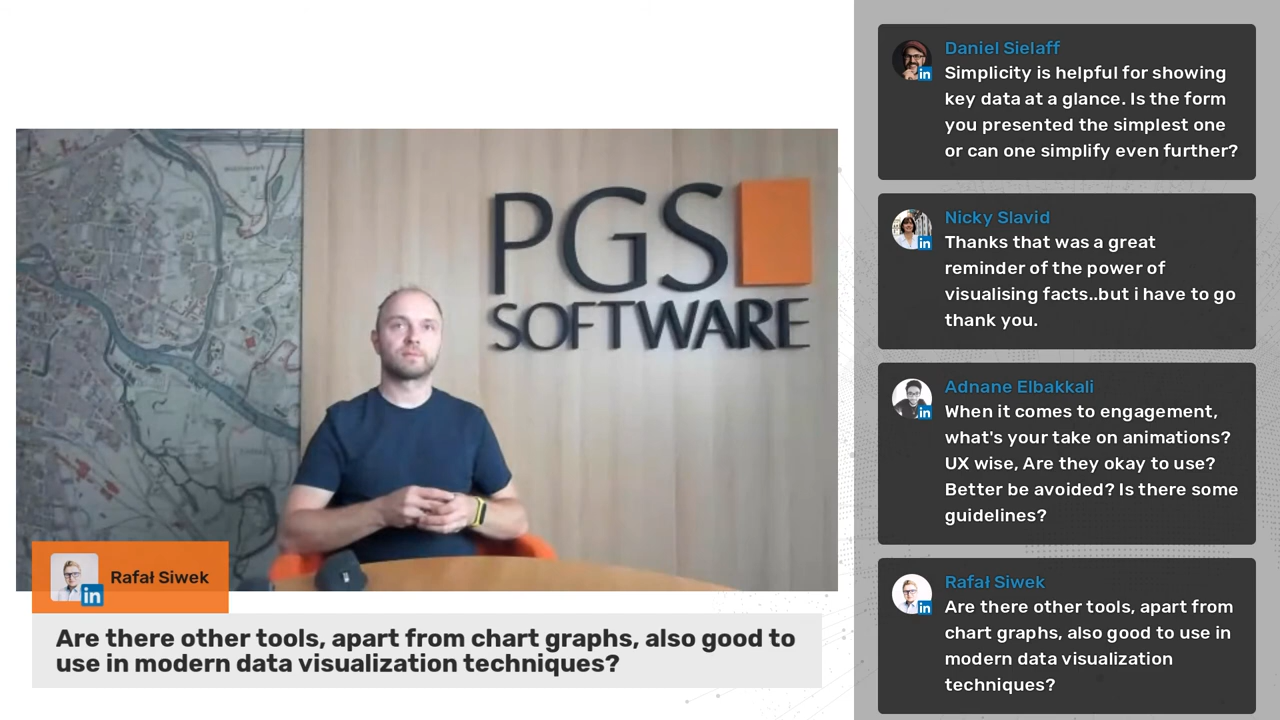 PGS
SOFTWARE
Rafał Siwek
Are there other tools, apart from chart graphs, also good to
use in modern data visualization techniques?
Daniel Sielaff
Simplicity is helpful for showing
key data at a glance. Is the form
you presented the simplest one
or can one simplify even further?
Nicky Slavid
Thanks that was a great
reminder of the power of
visualising facts..but i have to go
thank you.
Adnane Elbakkali
When it comes to engagement,
what's your take on animations?
UX wise, Are they okay to use?
Better be avoided? Is there some
guidelines?
Rafał Siwek
Are there other tools, apart from
chart graphs, also good to use in
modern data visualization
techniques?